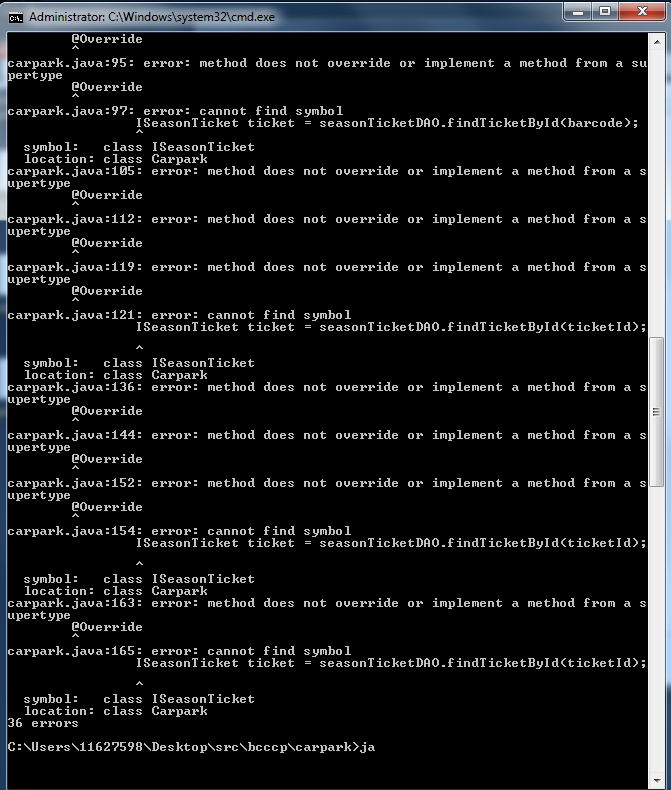 Administrator: C:\Windows\system32\cmd.exe
@Override
^
carpark.java:95: error: method does not override or implement a method from a su
pertype
@Override
^
carpark.java:97: error: cannot find symbol
ISeasonTicket ticket = seasonTicketDAO.findTicketById(barcode);
^
symbol:   class ISeasonTicket
location: class Carpark
carpark.java:105: error: method does not override or implement a method from a s
upertype
@Override
^
carpark.java:112: error: method does not override or implement a method from a s
upertype
@Override
^
carpark.java:119: error: method does not override or implement a method from a s
upertype
@Override
^
carpark.java:121: error: cannot find symbol
ISeasonTicket ticket = seasonTicketDAO.findTicketById(ticketId);
^
symbol:   class ISeasonTicket
location: class Carpark
carpark.java:136: error: method does not override or implement a method from a s
upertype
@Override
^
carpark.java:144: error: method does not override or implement a method from a s
upertype
@Override
^
carpark.java:152: error: method does not override or implement a method from a s
upertype
@Override
^
carpark.java:154: error: cannot find symbol
ISeasonTicket ticket = seasonTicketDAO.findTicketById(ticketId);
^
symbol:   class ISeasonTicket
location: class Carpark
carpark.java:163: error: method does not override or implement a method from a s
upertype
@Override
^
carpark.java:165: error: cannot find symbol
ISeasonTicket ticket = seasonTicketDAO.findTicketById(ticketId);
^
symbol:   class ISeasonTicket
location: class Carpark
36 errors
C:\Users\11627598\Desktop\src\bcccp\carpark>ja